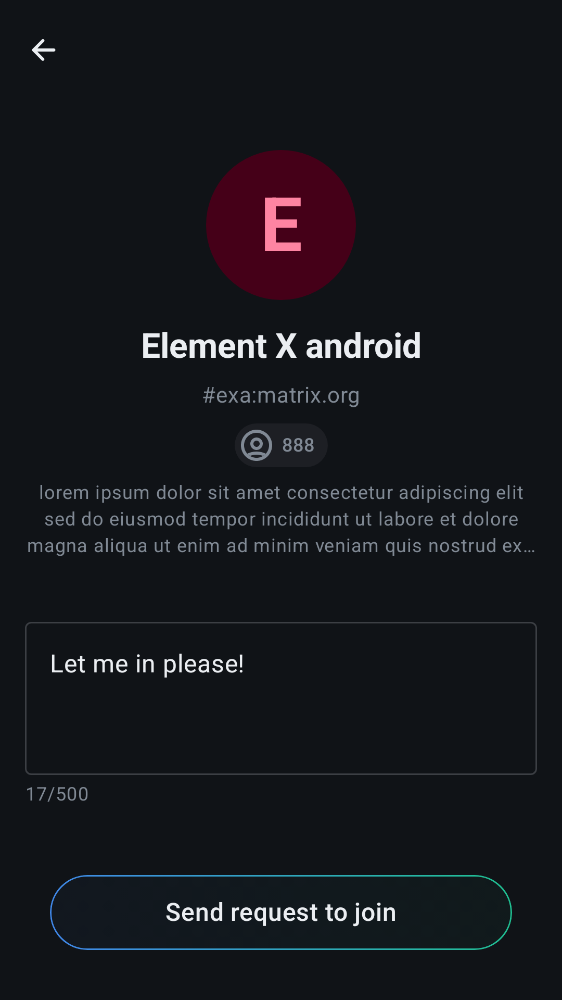 E
Element X android
#exa:matrix.org
888
lorem ipsum dolor sit amet consectetur adipiscing elit
sed do eiusmod tempor incididunt ut labore et dolore
magna aliqua ut enim ad minim veniam quis nostrud ex…
Let me in please!
17/500
Send request to join